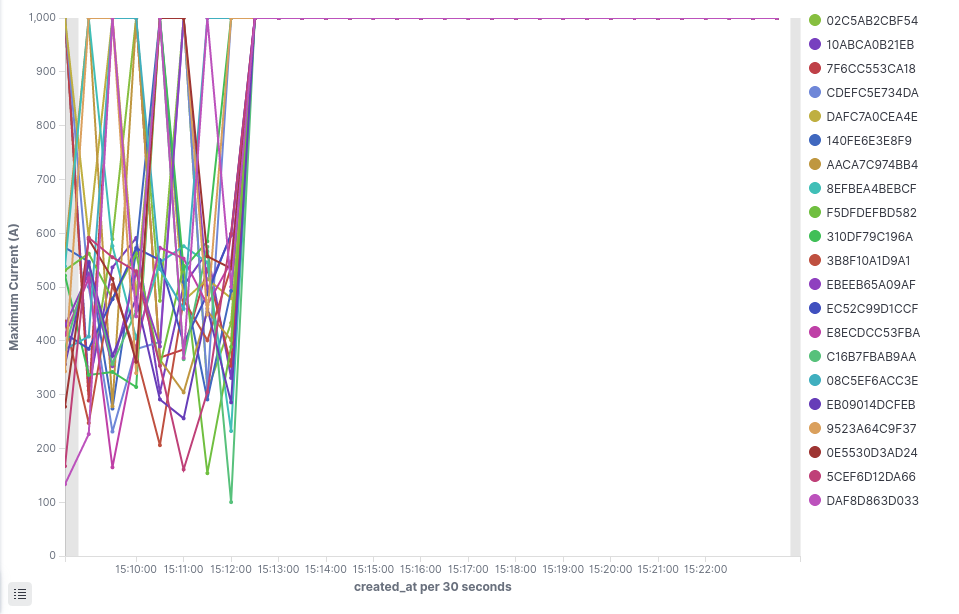 1,000
900
800
700
600
500
400
300
200
100
0
Maximum Current (A)
15:10:00 15:11:00 15:12:00 15:13:00 15:14:00 15:15:00 15:16:00 15:17:00 15:18:00 15:19:00 15:20:00 15:21:00 15:22:00
created_at per 30 seconds
02C5AB2CBF54
10ABCA0B21EB
7F6CC553CA18
CDEFC5E734DA
DAFC7A0CEA4E
140FE6E3E8F9
AACA7C974BB4
8EFBEA4BEBCF
F5DFDEFBD582
310DF79C196A
3B8F10A1D9A1
EBEEB65A09AF
EC52C99D1CCF
E8ECDCC53FBA
C16B7FBAB9AA
08C5EF6ACC3E
EB09014DCFEB
9523A64C9F37
0E5530D3AD24
5CEF6D12DA66
DAF8D863D033